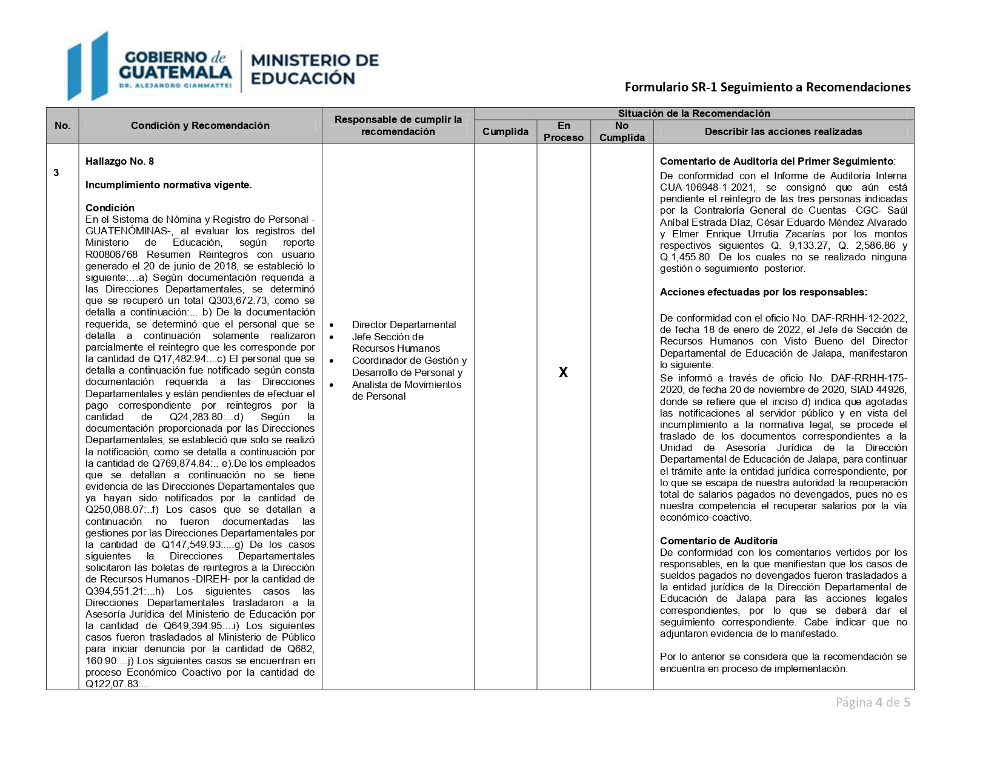 GOBIERNO de
GUATEMALA
DR. ALEJANDRO GIAMMATTEI
MINISTERIO DE
EDUCACIÓN
Formulario SR-1 Seguimiento a Recomendaciones
No.
Condición y Recomendación
Responsable de cumplir la
recomendación
Situación de la Recomendación
Cumplida
En
Proceso
No
Cumplida
Describir las acciones realizadas
3
Hallazgo No. 8
Incumplimiento normativa vigente.
Condición
En el Sistema de Nómina y Registro de Personal -
GUATENÓMINAS-, al evaluar los registros del
Ministerio de Educación, según reporte
R00806768 Resumen Reintegros con usuario
generado el 20 de junio de 2018, se estableció lo
siguiente:…a) Según documentación requerida a
las Direcciones Departamentales, se determinó
que se recuperó un total Q303,672.73, como se
detalla a continuación:... b) De la documentación
requerida, se determinó que el personal que se
detalla a continuación solamente realizaron
parcialmente el reintegro que les corresponde por
la cantidad de Q17,482.94:...c) El personal que se
detalla a continuación fue notificado según consta
documentación requerida a las Direcciones
Departamentales y están pendientes de efectuar el
pago correspondiente por reintegros por la
cantidad de Q24,283.80:...d) Según la
documentación proporcionada por las Direcciones
Departamentales, se estableció que solo se realizó
la notificación, como se detalla a continuación por
la cantidad de Q769,874.84:.. e).De los empleados
que se detallan a continuación no se tiene
evidencia de las Direcciones Departamentales que
ya hayan sido notificados por la cantidad de
Q250,088.07:..f) Los casos que se detallan a
continuación no fueron documentadas las
gestiones por las Direcciones Departamentales por
la cantidad de Q147,549.93:....g) De los casos
siguientes la Direcciones Departamentales
solicitaron las boletas de reintegros a la Dirección
de Recursos Humanos -DIREH- por la cantidad de
Q394,551.21:...h) Los siguientes casos las
Direcciones Departamentales trasladaron a la
Asesoría Jurídica del Ministerio de Educación por
la cantidad de Q649,394.95:...i) Los siguientes
casos fueron trasladados al Ministerio de Público
para iniciar denuncia por la cantidad de Q682,
160.90:...j) Los siguientes casos se encuentran en
proceso Económico Coactivo por la cantidad de
Q122,07.83:...
• Director Departamental
• Jefe Sección de
Recursos Humanos
• Coordinador de Gestión y
Desarrollo de Personal y
• Analista de Movimientos
de Personal
X
Comentario de Auditoría del Primer Seguimiento:
De conformidad con el Informe de Auditoría Interna
CUA-106948-1-2021, se consignó que aún está
pendiente el reintegro de las tres personas indicadas
por la Contraloría General de Cuentas -CGC- Saúl
Aníbal Estrada Díaz, César Eduardo Méndez Alvarado
y Elmer Enrique Urrutia Zacarías por los montos
respectivos siguientes Q. 9,133.27, Q. 2,586.86 y
Q.1,455.80. De los cuales no se realizado ninguna
gestión o seguimiento posterior.
Acciones efectuadas por los responsables:
De conformidad con el oficio No. DAF-RRHH-12-2022,
de fecha 18 de enero de 2022, el Jefe de Sección de
Recursos Humanos con Visto Bueno del Director
Departamental de Educación de Jalapa, manifestaron
lo siguiente:
Se informó a través de oficio No. DAF-RRHH-175-
2020, de fecha 20 de noviembre de 2020, SIAD 44926,
donde se refiere que el inciso d) indica que agotadas
las notificaciones al servidor público y en vista del
incumplimiento a la normativa legal, se procede el
traslado de los documentos correspondientes a la
Unidad de Asesoría Jurídica de la Dirección
Departamental de Educación de Jalapa, para continuar
el trámite ante la entidad jurídica correspondiente, por
lo que se escapa de nuestra autoridad la recuperación
total de salarios pagados no devengados, pues no es
nuestra competencia el recuperar salarios por la vía
económico-coactivo.
Comentario de Auditoría
De conformidad con los comentarios vertidos por los
responsables, en la que manifiestan que los casos de
sueldos pagados no devengados fueron trasladados a
la entidad jurídica de la Dirección Departamental de
Educación de Jalapa para las acciones legales
correspondientes, por lo que se deberá dar el
seguimiento correspondiente. Cabe indicar que no
adjuntaron evidencia de lo manifestado.
Por lo anterior se considera que la recomendación se
encuentra en proceso de implementación.
Página 4 de 5